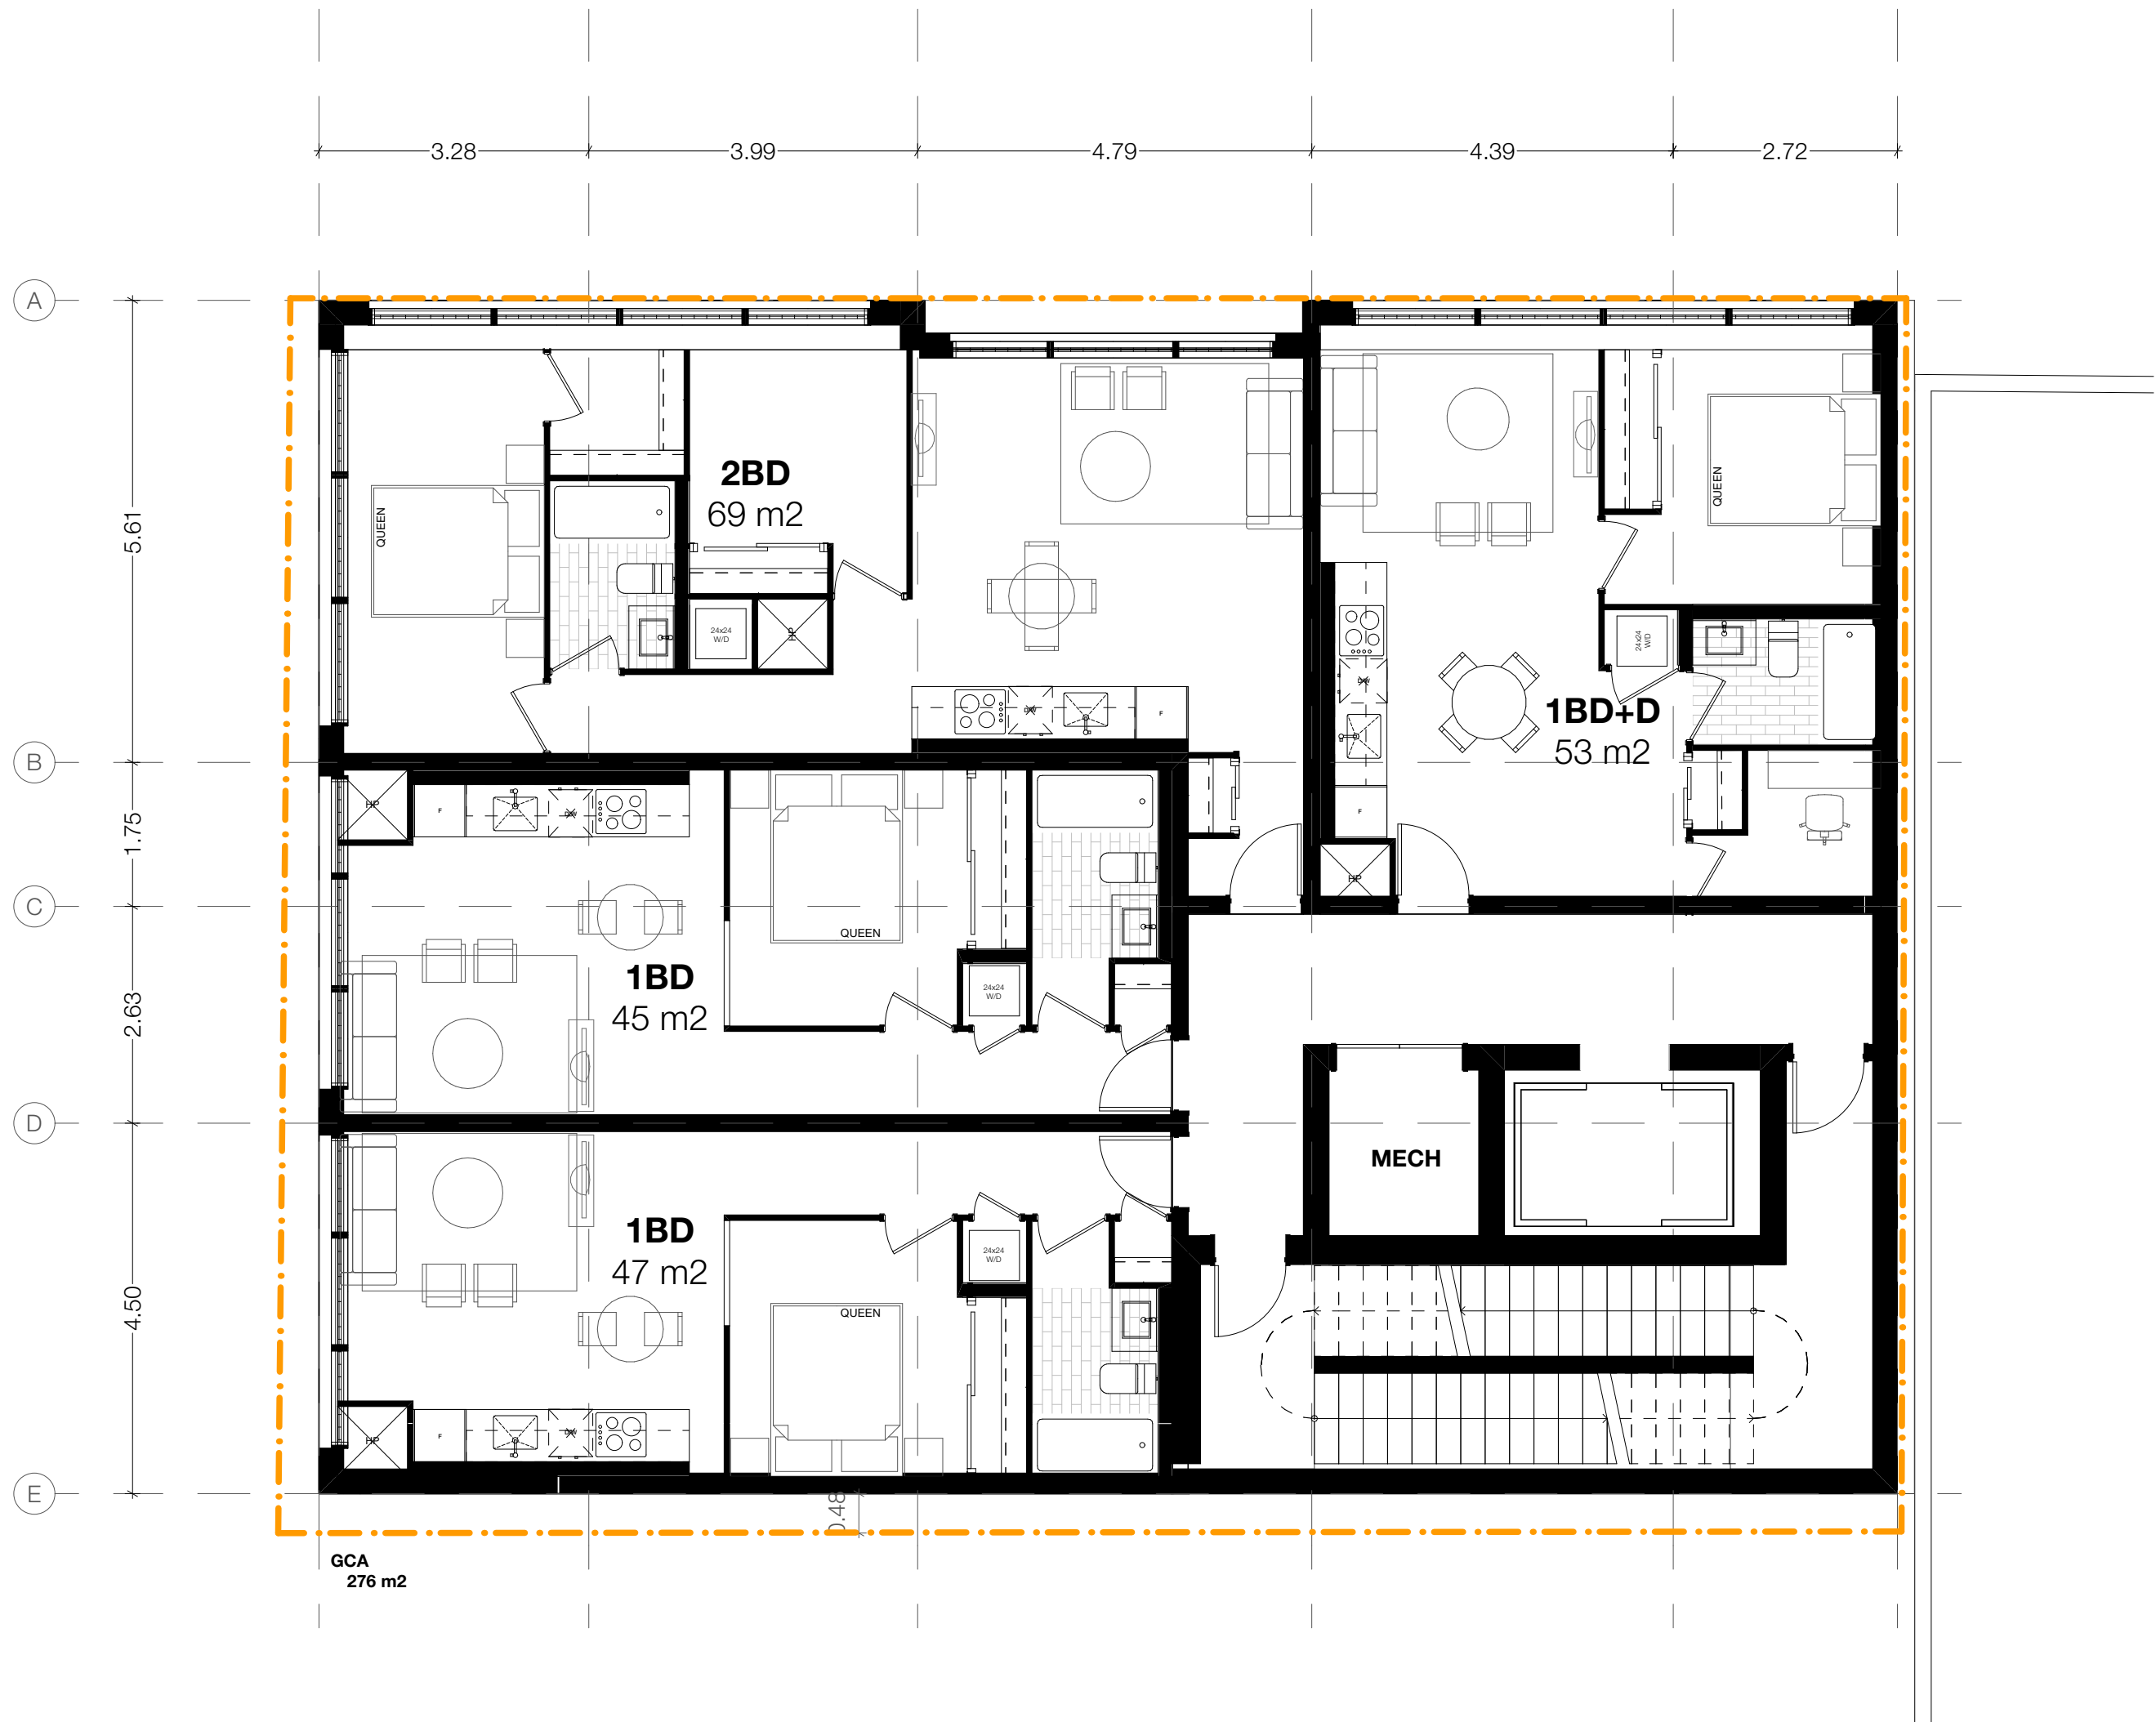 3.28
3.99
4.79
4.39
2.72
A
B
C
D
E
5.61
1.75
2.63
4.50
2BD
69 m2
QUEEN
24x24
W/D
HP
F
QUEEN
24x24
W/D
1BD+D
53 m2
F
HP
HP
F
QUEEN
1BD
45 m2
24x24
W/D
MECH
1BD
47 m2
24x24
W/D
QUEEN
HP
F
0.48
GCA
276 m2